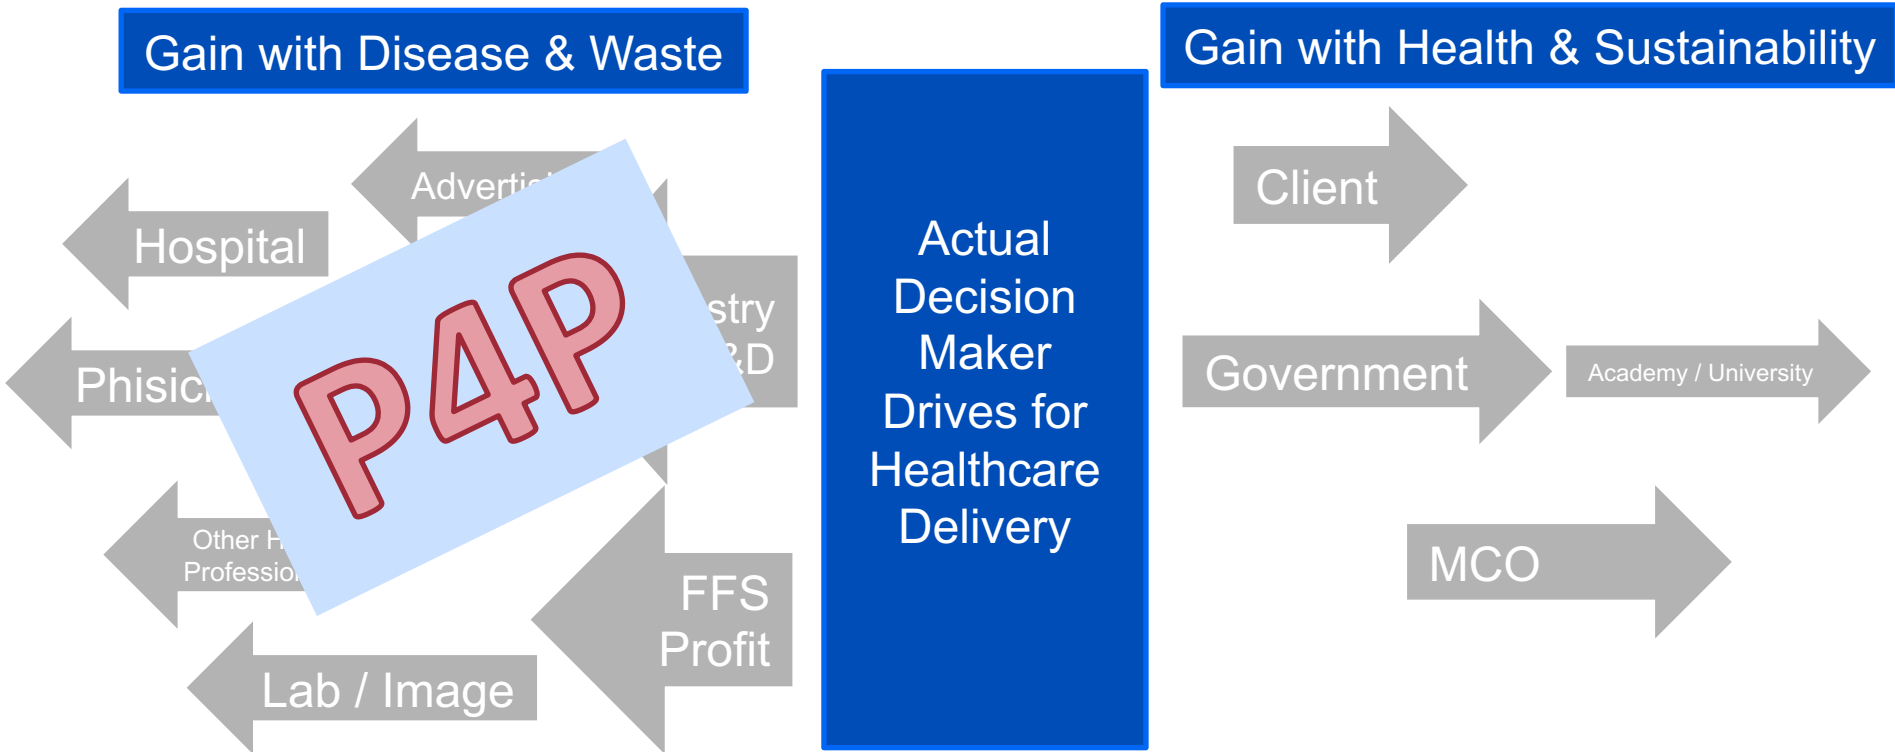 Gain with Disease & Waste
Gain with Health & Sustainability
Hospital
P4P
FFS
Profit
Lab / Image
Actual
Decision
Maker
Drives for
Healthcare
Delivery
Client
Government
Academy / University
MCO
Other